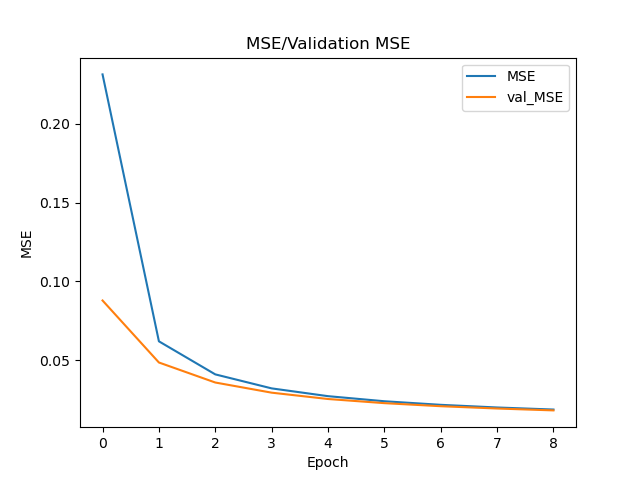 MSE/Validation MSE
MSE
val_MSE
0.20
0.15
0.10
0.05
MSE
0 1 2 3 4 5 6 7 8
Epoch